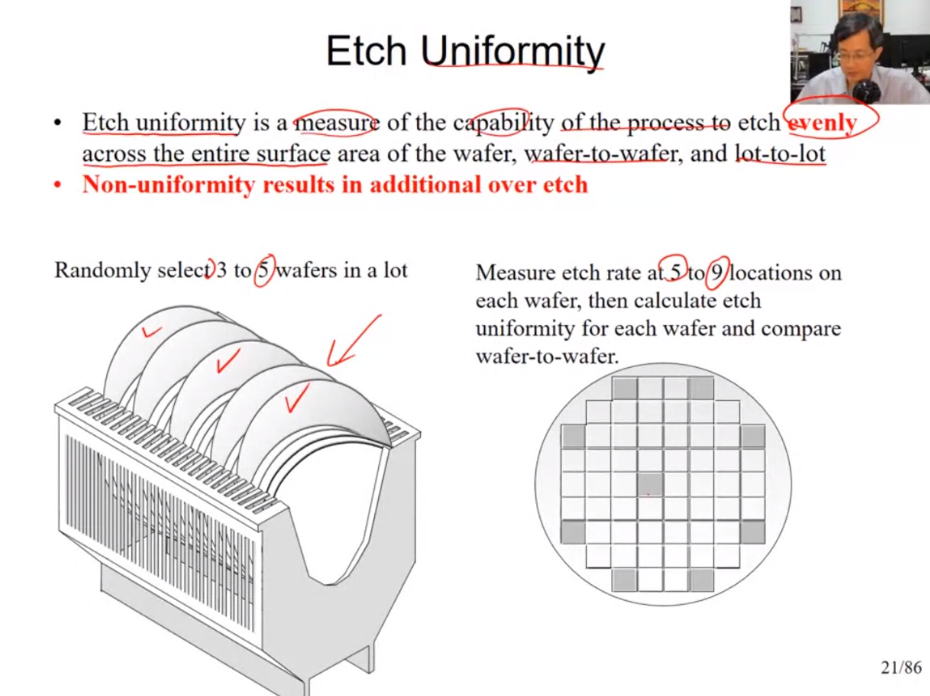 Etch Uniformity
• Etch uniformity is a measure of the capability of the process to etch evenly
across the entire surface area of the wafer, wafer-to-wafer, and lot-to-lot
• Non-uniformity results in additional over etch
Randomly select 3 to 5 wafers in a lot
Measure etch rate at 5 to 9 locations on
each wafer, then calculate etch
uniformity for each wafer and compare
wafer-to-wafer.
21/86